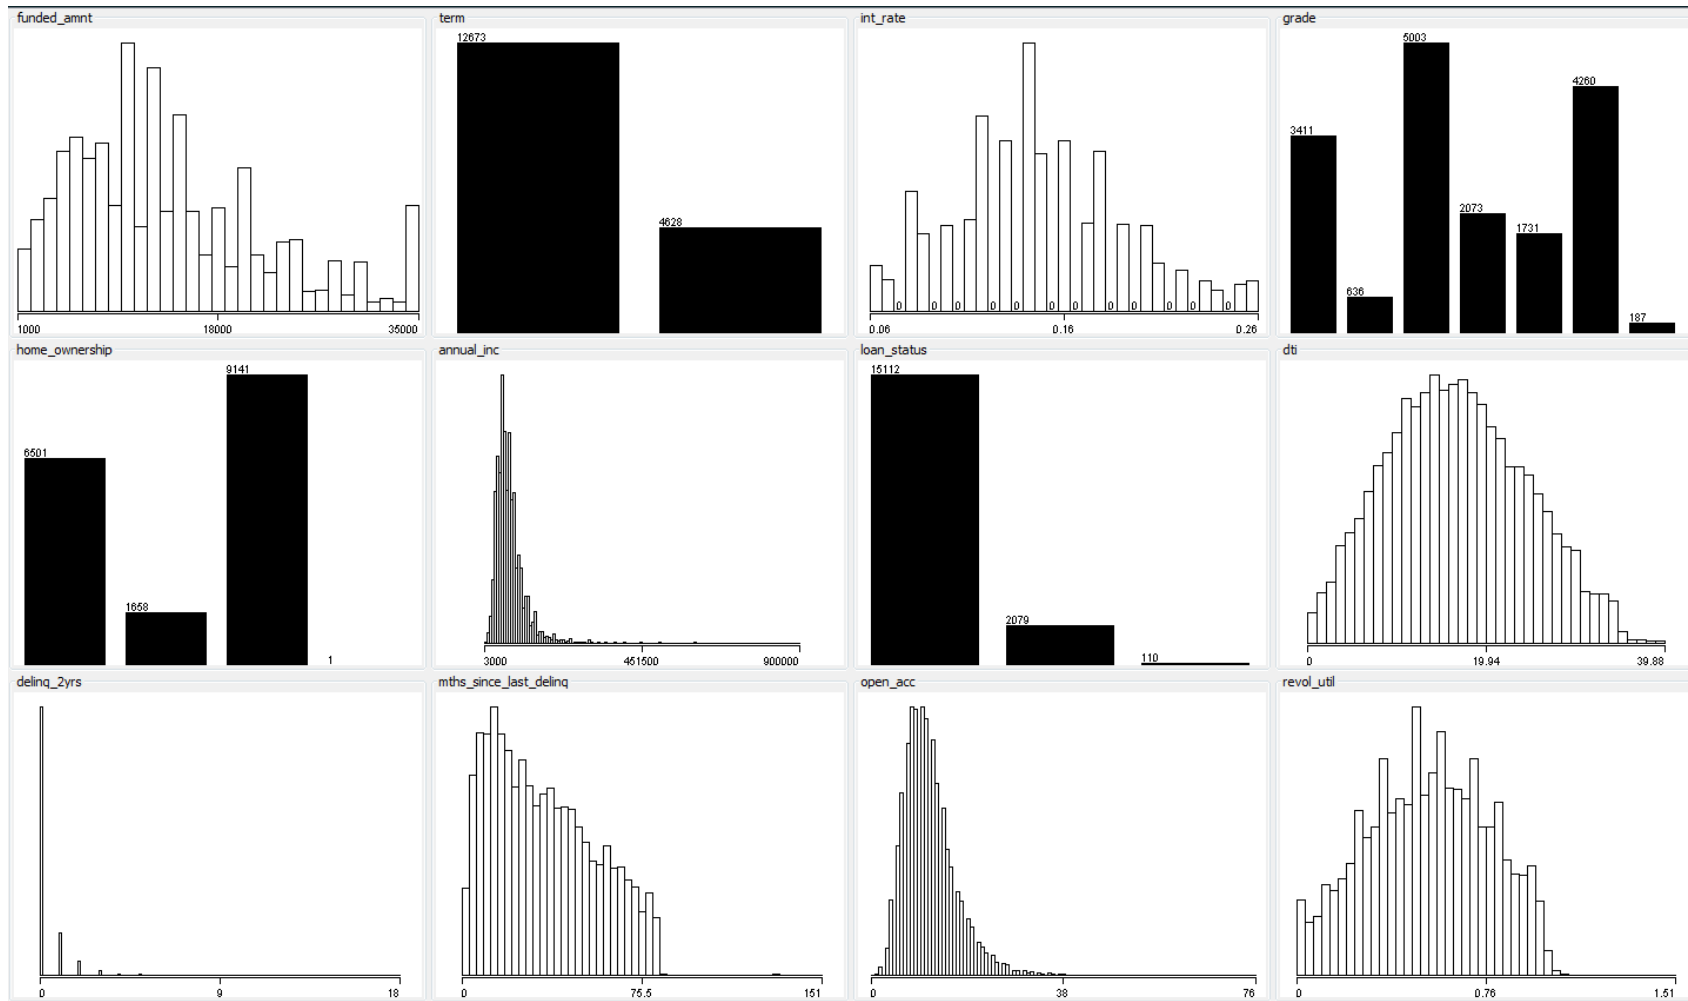 funded_amnt
12673
4628
term
1000 18000 35000
int_rate
0 0 0 0 0 0 0 0 0 0 0
0.06 0.16 0.26
grade
3411
636
5003
2073
1731
4260
187
home_ownership
6501
1658
9141
1
annual_inc
3000 451500 900000
loan_status
15112
2079
110
dti
0 19.94 39.88
delinq_2yrs
0 9 18
mths_since_last_delinq
0 75.5 151
open_acc
0 38 76
revol_util
0 0.76 1.51